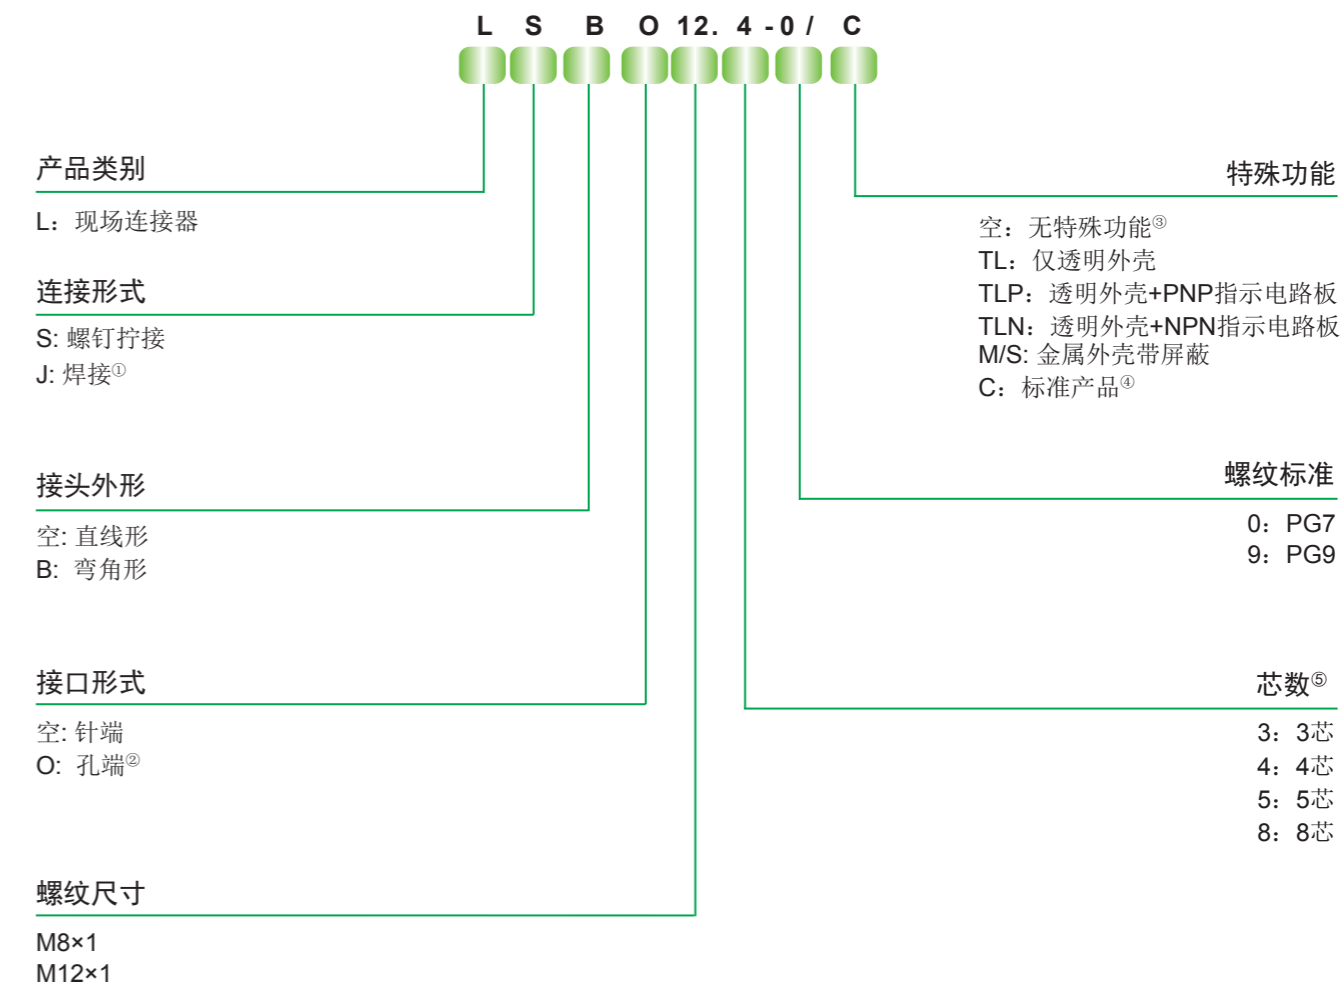 L S B O 12. 4 - 0 / C
产品类别
L：现场连接器
连接形式
S: 螺钉拧接
J: 焊接①
接头外形
空: 直线形
B: 弯角形
接口形式
空: 针端
O: 孔端②
螺纹尺寸
M8×1
M12×1
特殊功能
空：无特殊功能③
TL：仅透明外壳
TLP：透明外壳+PNP指示电路板
TLN：透明外壳+NPN指示电路板
M/S: 金属外壳带屏蔽
C：标准产品④
螺纹标准
0：PG7
9：PG9
芯数⑤
3：3芯
4：4芯
5：5芯
8：8芯